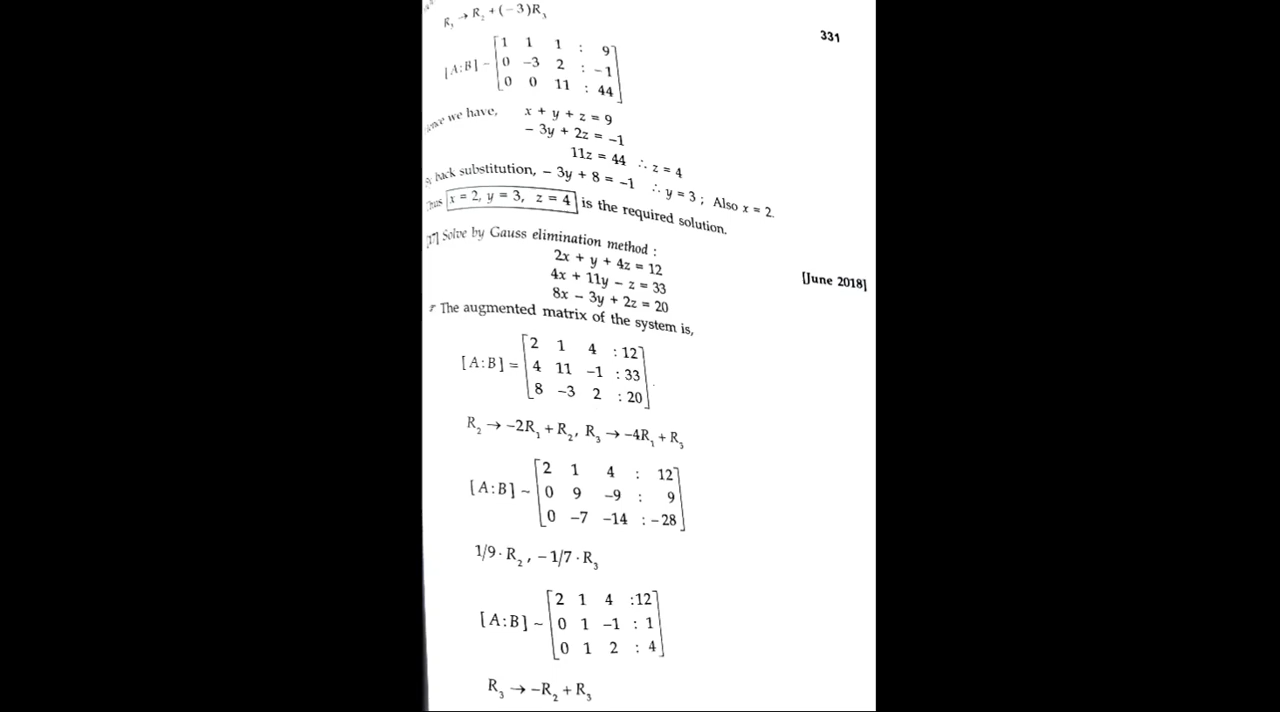 R₃ → R₂ + (−3)R₃
331
[A:B] ~ [1 1 1 : 9]
[0 −3 2 : −1]
[0 0 11 : 44]
we have, x + y + z = 9
− 3y + 2z = −1
11z = 44 ∴ z = 4
back substitution, − 3y + 8 = −1 ∴ y = 3 ; Also x = 2.
x = 2, y = 3, z = 4 is the required solution.
[17] Solve by Gauss elimination method :
2x + y + 4z = 12
4x + 11y − z = 33
8x − 3y + 2z = 20
[June 2018]
☞ The augmented matrix of the system is,
[A:B] = [2 1 4 : 12]
[4 11 −1 : 33]
[8 −3 2 : 20]
R₂ → −2R₁ + R₂, R₃ → −4R₁ + R₃
[A:B] ~ [2 1 4 : 12]
[0 9 −9 : 9]
[0 −7 −14 : −28]
1/9 · R₂ , − 1/7 · R₃
[A:B] ~ [2 1 4 :12]
[0 1 −1 : 1]
[0 1 2 : 4]
R₃ → −R₂ + R₃